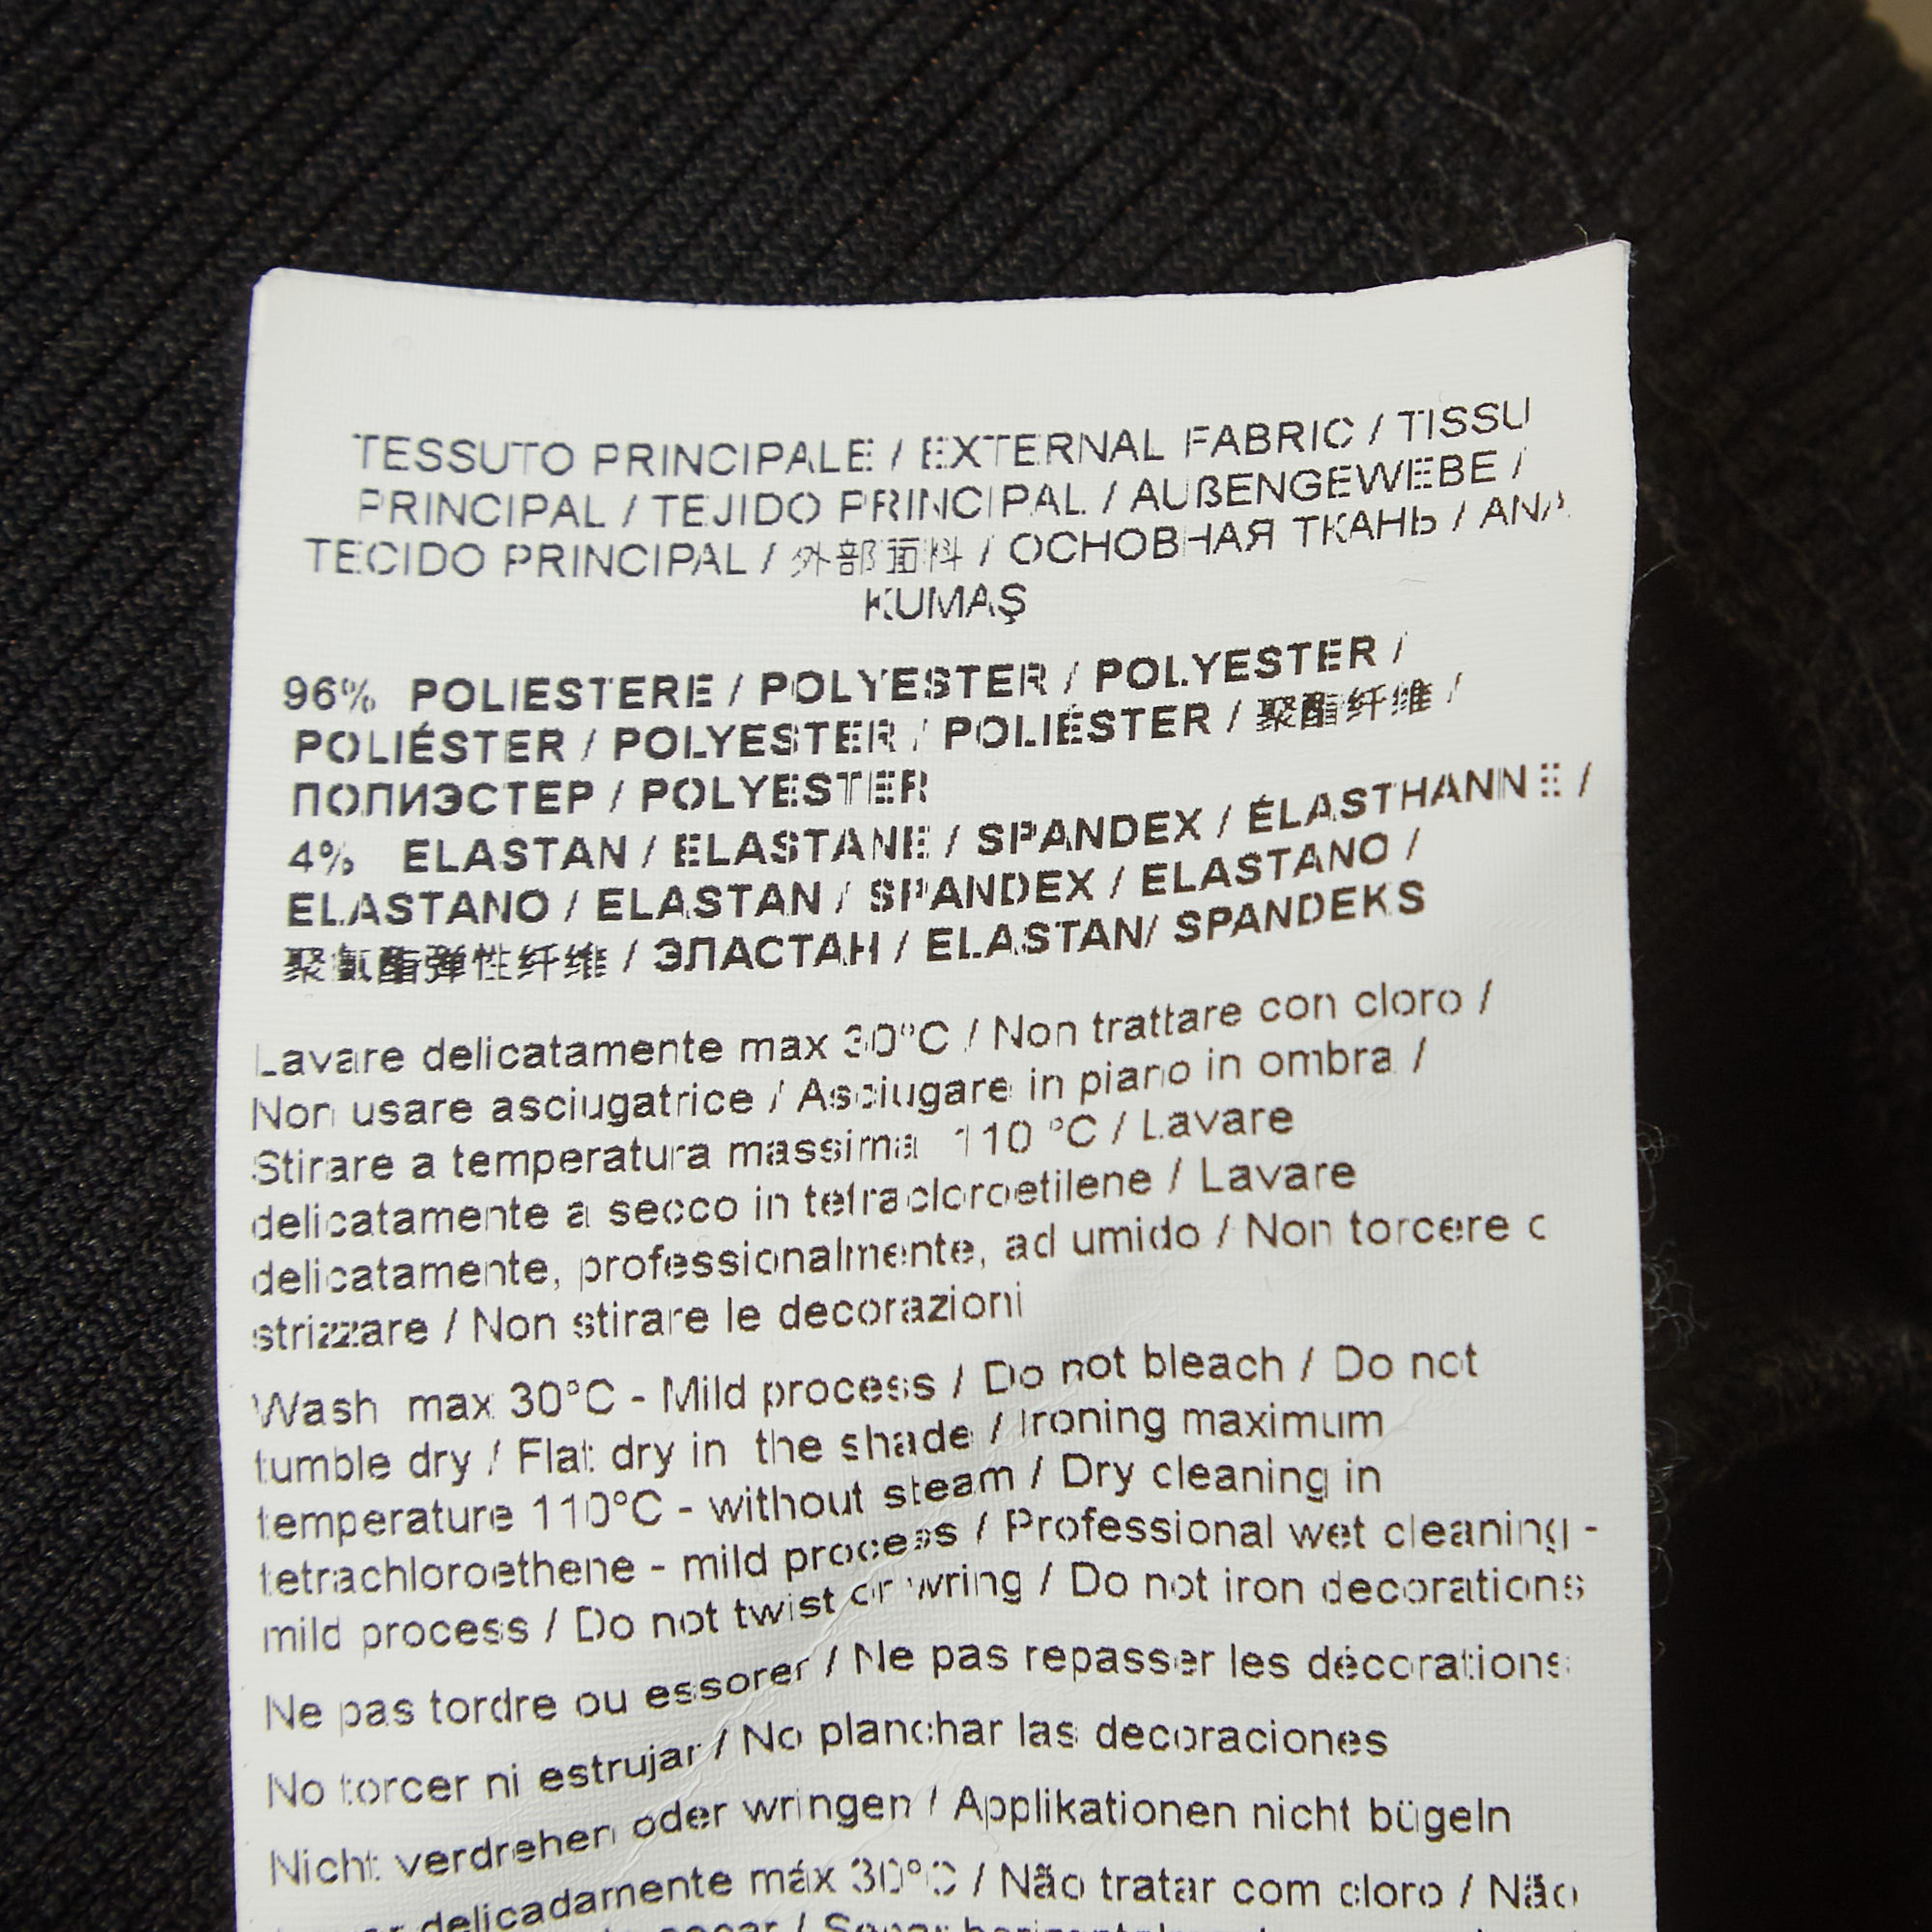 TESSUTO PRINCIPALE / EXTERNAL FABRIC / TISSU
PRINCIPAL / TEJIDO PRINCIPAL / AUßENGEWEBE /
TECIDO PRINCIPAL / 外部面料 / ОСНОВНАЯ ТКАНЬ / ANA
KUMAŞ
96% POLIESTERE / POLYESTER / POLYESTER /
POLIÉSTER / POLYESTER / POLIÉSTER / 聚酯纤维 /
ПОЛИЭСТЕР / POLYESTER
4% ELASTAN / ELASTANE / SPANDEX / ÉLASTHANNE /
ELASTANO / ELASTAN / SPANDEX / ELASTANO /
聚氨酯弹性纤维 / ЭЛАСТАН / ELASTAN/ SPANDEKS
Lavare delicatamente max 30°C / Non trattare con cloro /
Non usare asciugatrice / Asciugare in piano in ombra /
Stirare a temperatura massima 110 °C / Lavare
delicatamente a secco in tetracloroetilene / Lavare
delicatamente, professionalmente, ad umido / Non torcere o
strizzare / Non stirare le decorazioni
Wash max 30°C - Mild process / Do not bleach / Do not
tumble dry / Flat dry in the shade / Ironing maximum
temperature 110°C - without steam / Dry cleaning in
tetrachloroethene - mild process / Professional wet cleaning -
mild process / Do not twist or wring / Do not iron decorations
Ne pas tordre ou essorer / Ne pas repasser les décorations
No torcer ni estrujar / No planchar las decoraciones
Nicht verdrehen oder wringen / Applikationen nicht bügeln
delicadamente máx 30°C / Não tratar com cloro / Não